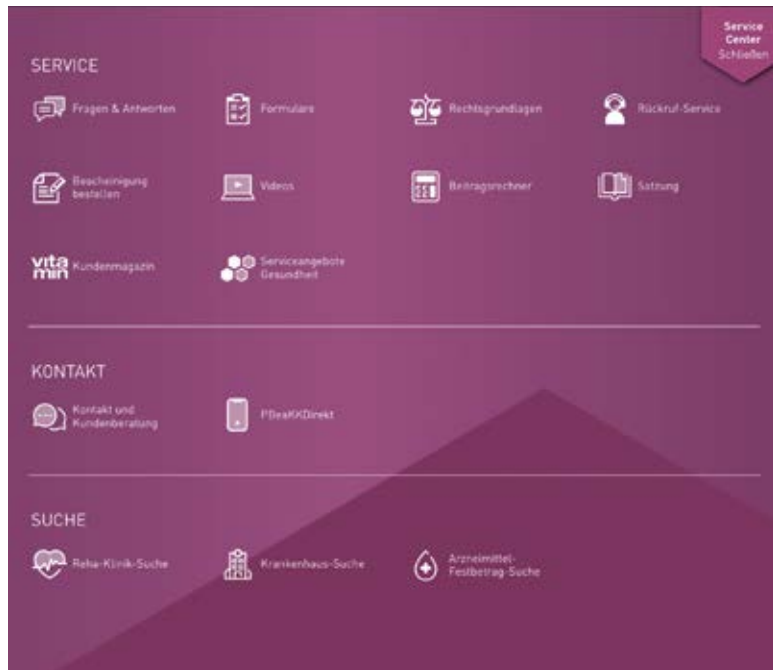 Service
Center
Schließen
SERVICE
Fragen & Antworten
Formulare
Rechtsgrundlagen
Rückruf-Service
Bescheinigung
bestellen
Videos
Beitragsrechner
Satzung
vita
min
Kundenmagazin
Serviceangebote
Gesundheit
KONTAKT
Kontakt und
Kundenberatung
SUCHE
Reha-Klinik-Suche
Krankenhaus-Suche
Arzneimittel-
Festbetrag-Suche